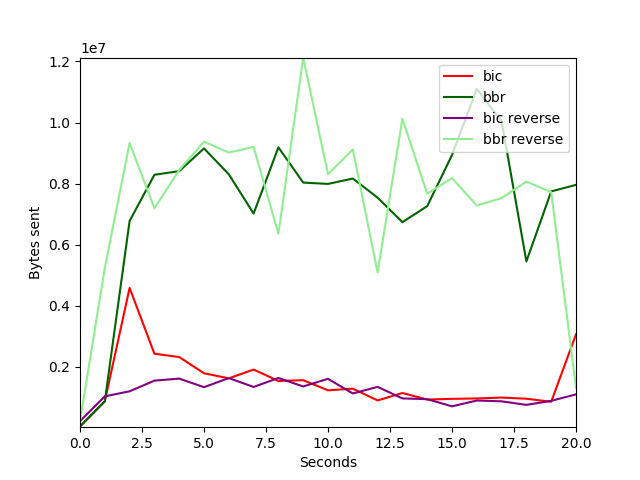 1e7
1.2
1.0
0.8
0.6
0.4
0.2
Bytes sent
bic
bbr
bic reverse
bbr reverse
0.0 2.5 5.0 7.5 10.0 12.5 15.0 17.5 20.0
Seconds